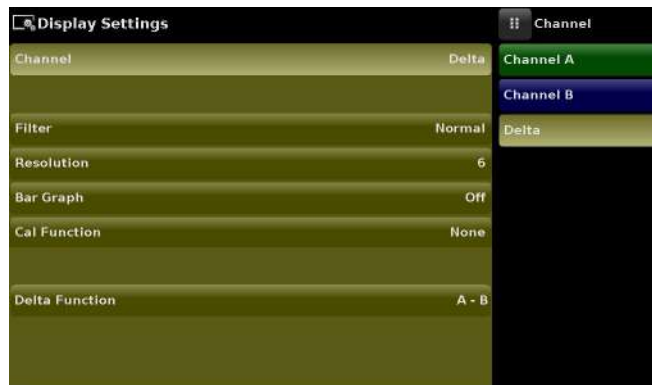 Display Settings
Channel Delta
Filter Normal
Resolution 6
Bar Graph Off
Cal Function None
Delta Function A - B
Channel
Channel A
Channel B
Delta